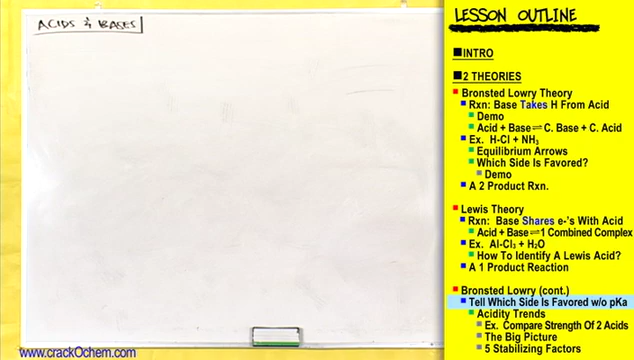 ACIDS & BASES
LESSON OUTLINE
INTRO
2 THEORIES
Bronsted Lowry Theory
Rxn: Base Takes H From Acid
Demo
Acid + Base⇌C. Base + C. Acid
Ex. H-Cl + NH₃
Equilibrium Arrows
Which Side Is Favored?
Demo
A 2 Product Rxn.
Lewis Theory
Rxn: Base Shares e-'s With Acid
Acid + Base⇌1 Combined Complex
Ex. Al-Cl₃ + H₂O
How To Identify A Lewis Acid?
A 1 Product Reaction
Bronsted Lowry (cont.)
Tell Which Side Is Favored w/o pKa
Acidity Trends
Ex. Compare Strength Of 2 Acids
The Big Picture
5 Stabilizing Factors
www.crackOchem.com